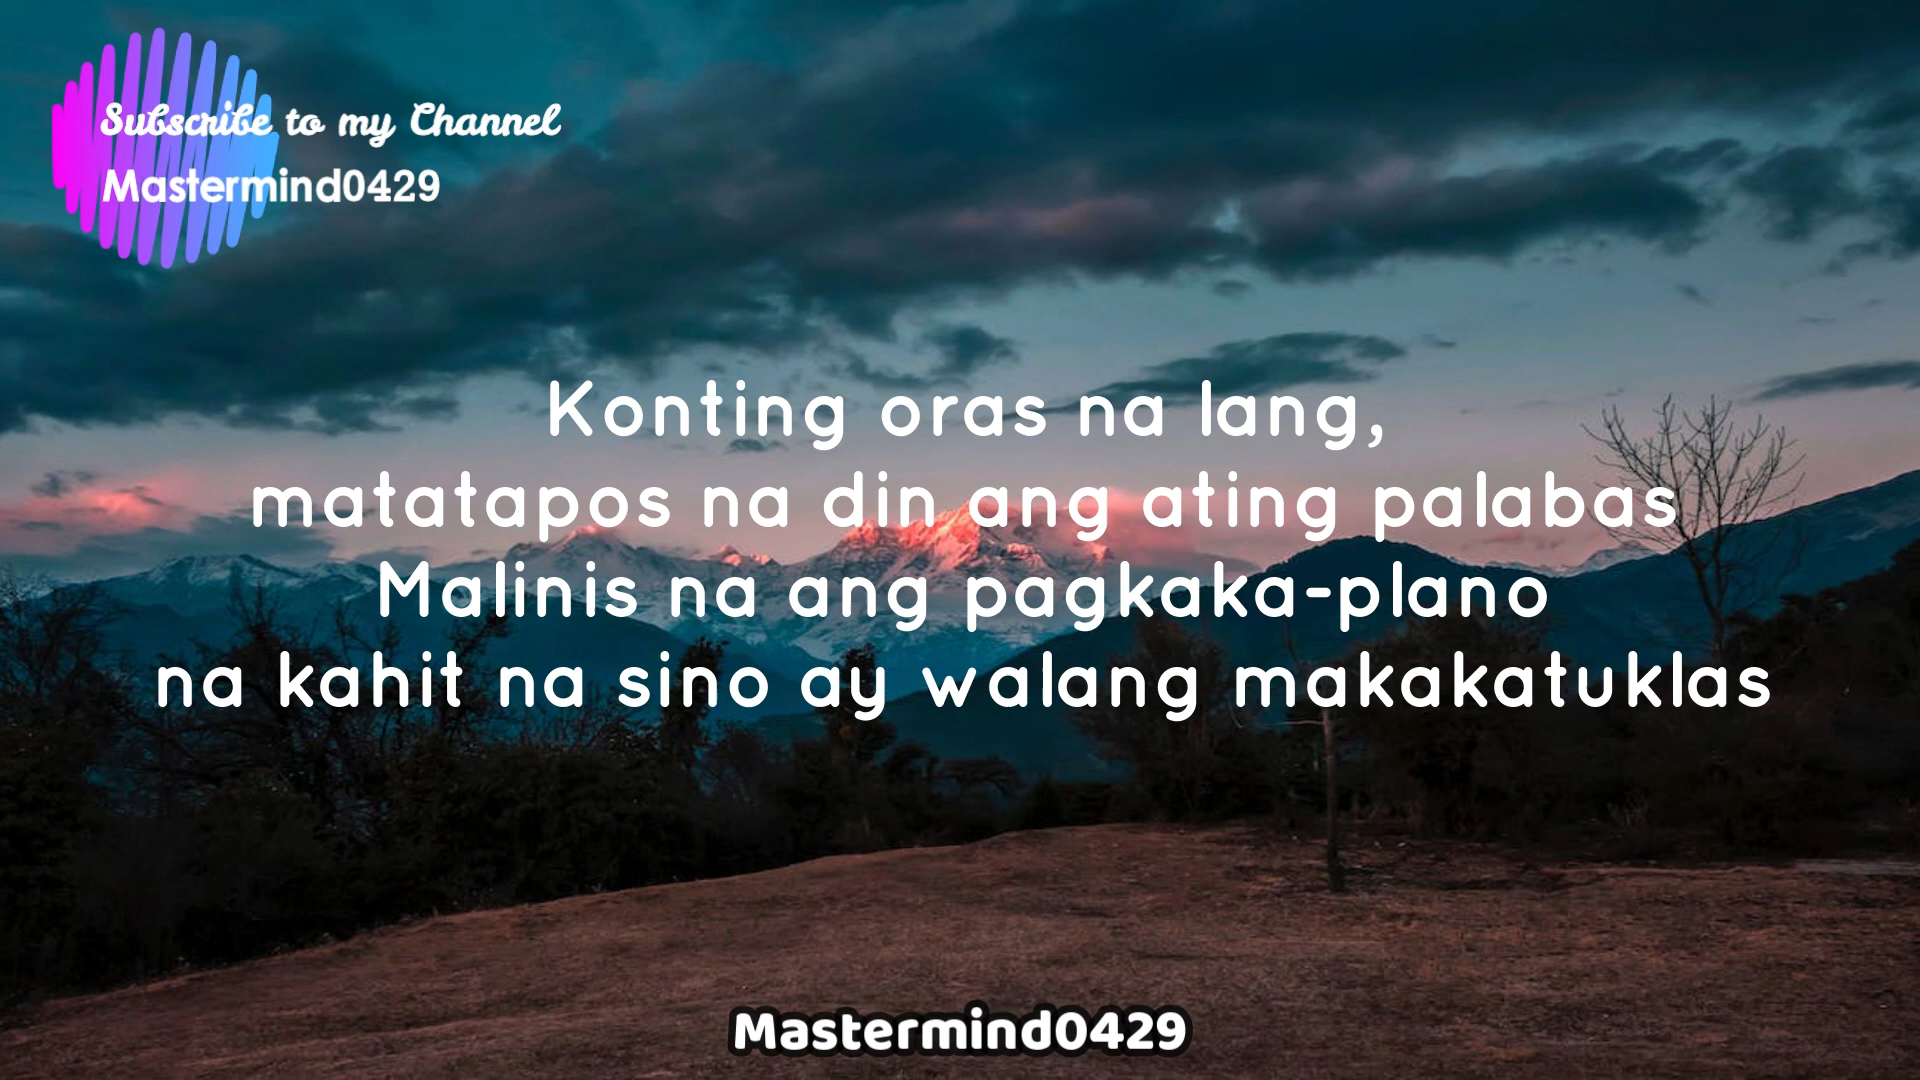 Subscribe to my Channel
Mastermind0429
Konting oras na lang,
matatapos na din ang ating palabas
Malinis na ang pagkaka-plano
na kahit na sino ay walang makakatuklas
Mastermind0429